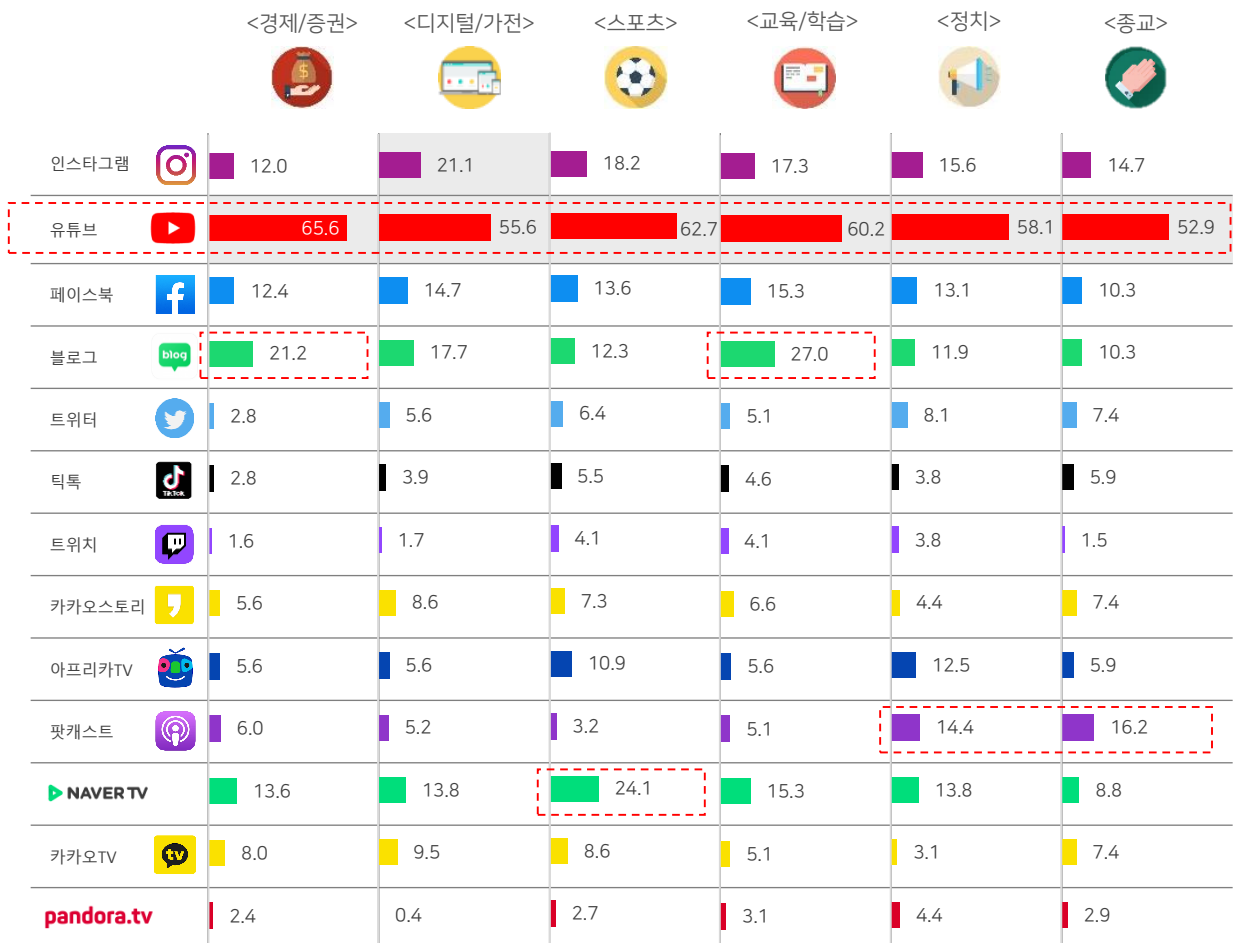 <경제/증권> <디지털/가전> <스포츠> <교육/학습> <정치> <종교>
인스타그램 12.0 21.1 18.2 17.3 15.6 14.7
유튜브 65.6 55.6 62.7 60.2 58.1 52.9
페이스북 12.4 14.7 13.6 15.3 13.1 10.3
블로그 blog 21.2 17.7 12.3 27.0 11.9 10.3
트위터 2.8 5.6 6.4 5.1 8.1 7.4
틱톡 TikTok 2.8 3.9 5.5 4.6 3.8 5.9
트위치 1.6 1.7 4.1 4.1 3.8 1.5
카카오스토리 5.6 8.6 7.3 6.6 4.4 7.4
아프리카TV 5.6 5.6 10.9 5.6 12.5 5.9
팟캐스트 6.0 5.2 3.2 5.1 14.4 16.2
NAVER TV 13.6 13.8 24.1 15.3 13.8 8.8
카카오TV tv 8.0 9.5 8.6 5.1 3.1 7.4
pandora.tv 2.4 0.4 2.7 3.1 4.4 2.9